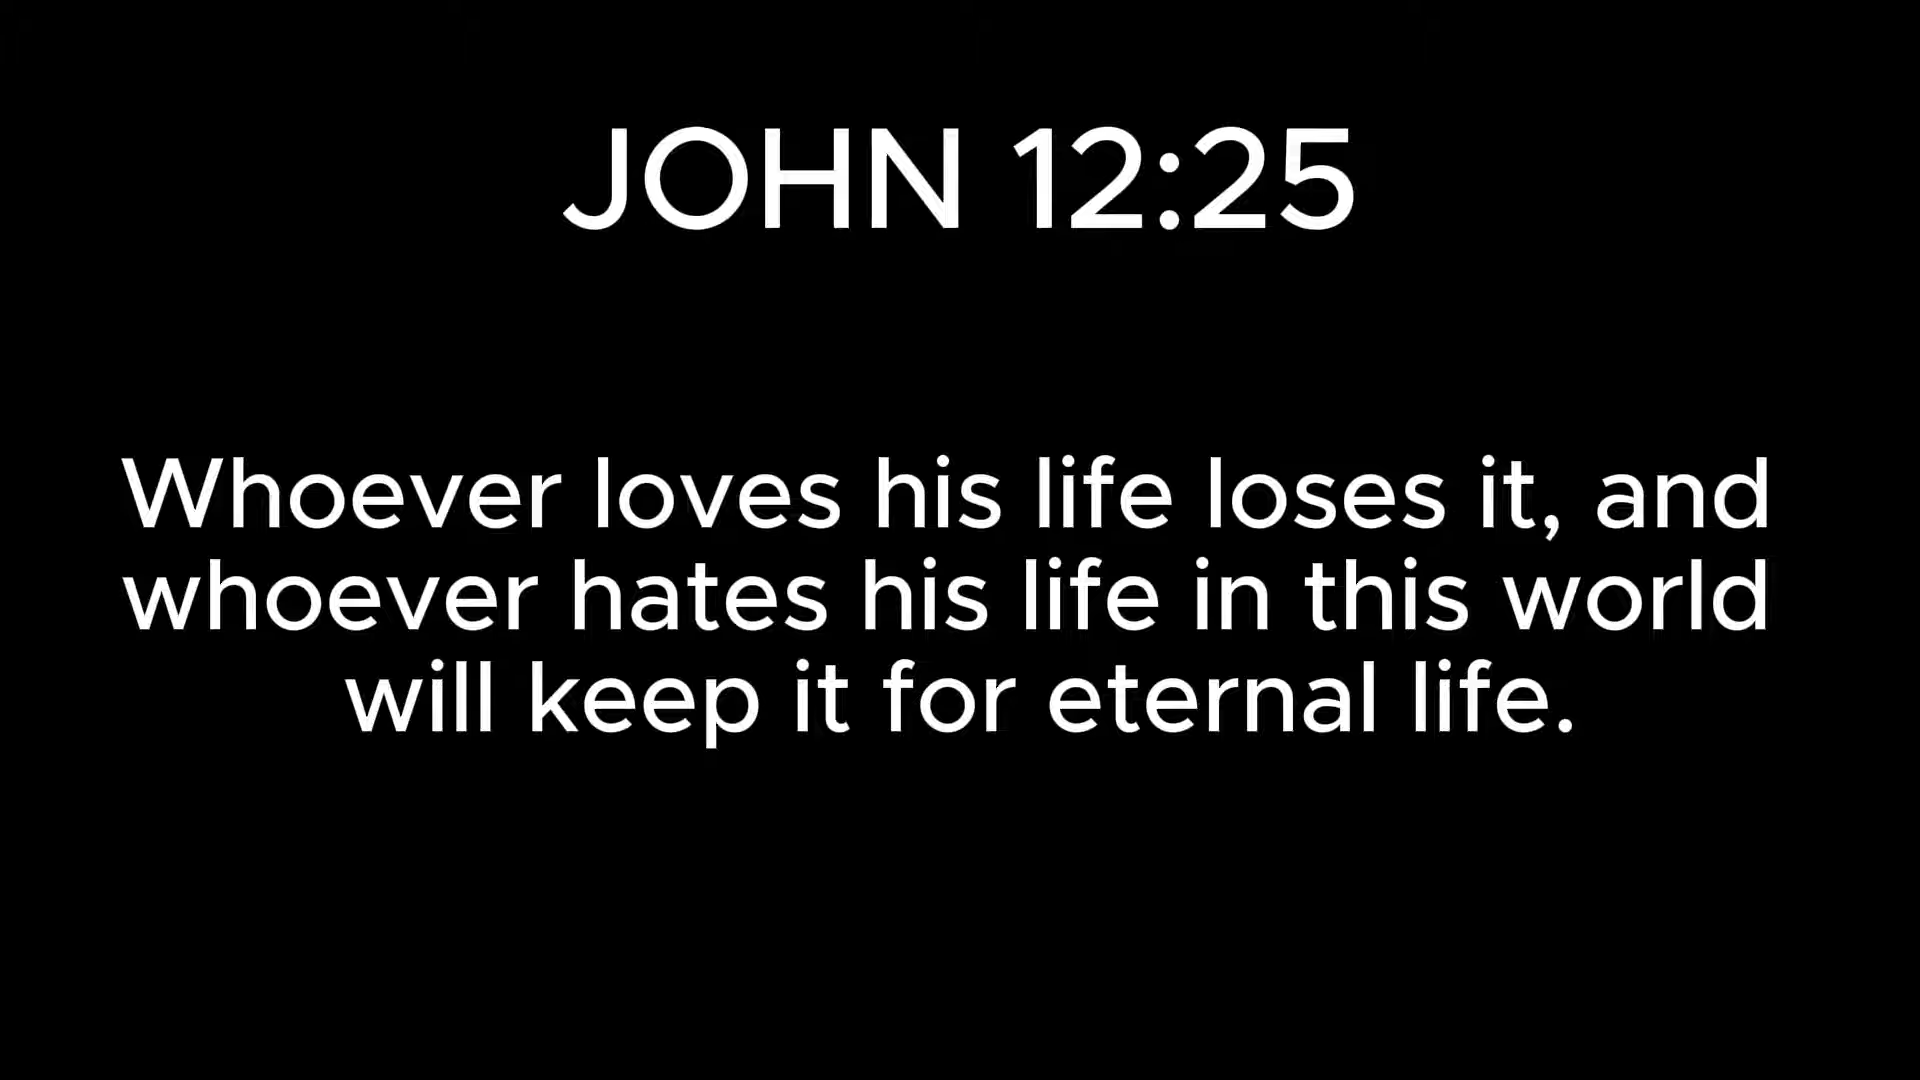 JOHN 12:25
Whoever loves his life loses it, and
whoever hates his life in this world
will keep it for eternal life.